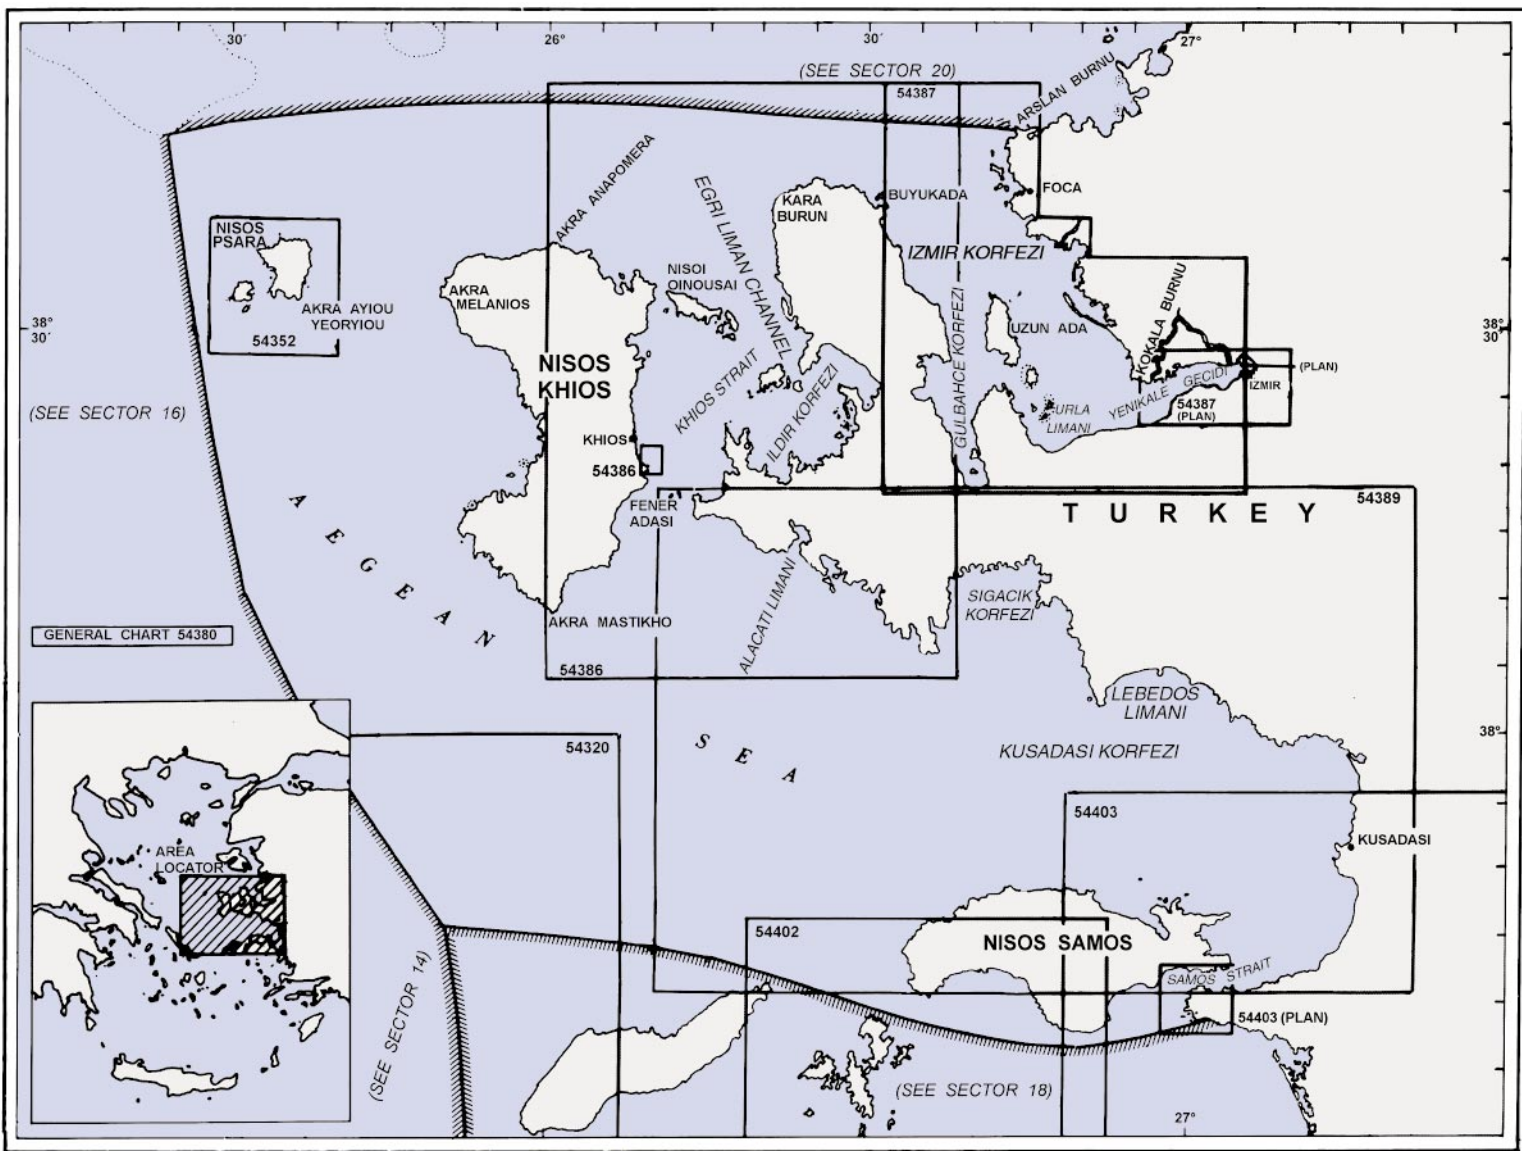 30´
26°
30´
27°
(SEE SECTOR 20)
54387
ARSLAN BURNU
AKRA ANAPOMERA
EGRI LIMAN CHANNEL
KARA
BURUN
BUYUKADA
FOCA
NISOS
PSARA
IZMIR KORFEZI
AKRA
MELANIOS
NISOI
OINOUSAI
AKRA AYIOU
YEORYIOU
54352
38°
30´
GULBAHCE KORFEZI
UZUN ADA
KOKALA BURNU
38°
30´
NISOS
KHIOS
KHIOS STRAIT
ILDIR KORFEZI
(PLAN)
IZMIR
YENIKALE GECIDI
54387
(PLAN)
URLA
LIMANI
(SEE SECTOR 16)
KHIOS
54386
FENER
ADASI
54389
TURKEY
AEGEAN
SIGACIK
KORFEZI
ALACATI LIMANI
AKRA MASTIKHO
GENERAL CHART 54380
54386
LEBEDOS
LIMANI
54320
SEA
KUSADASI KORFEZI
38°
54403
KUSADASI
AREA
LOCATOR
54402
NISOS SAMOS
SAMOS STRAIT
54403 (PLAN)
(SEE SECTOR 14)
(SEE SECTOR 18)
27°